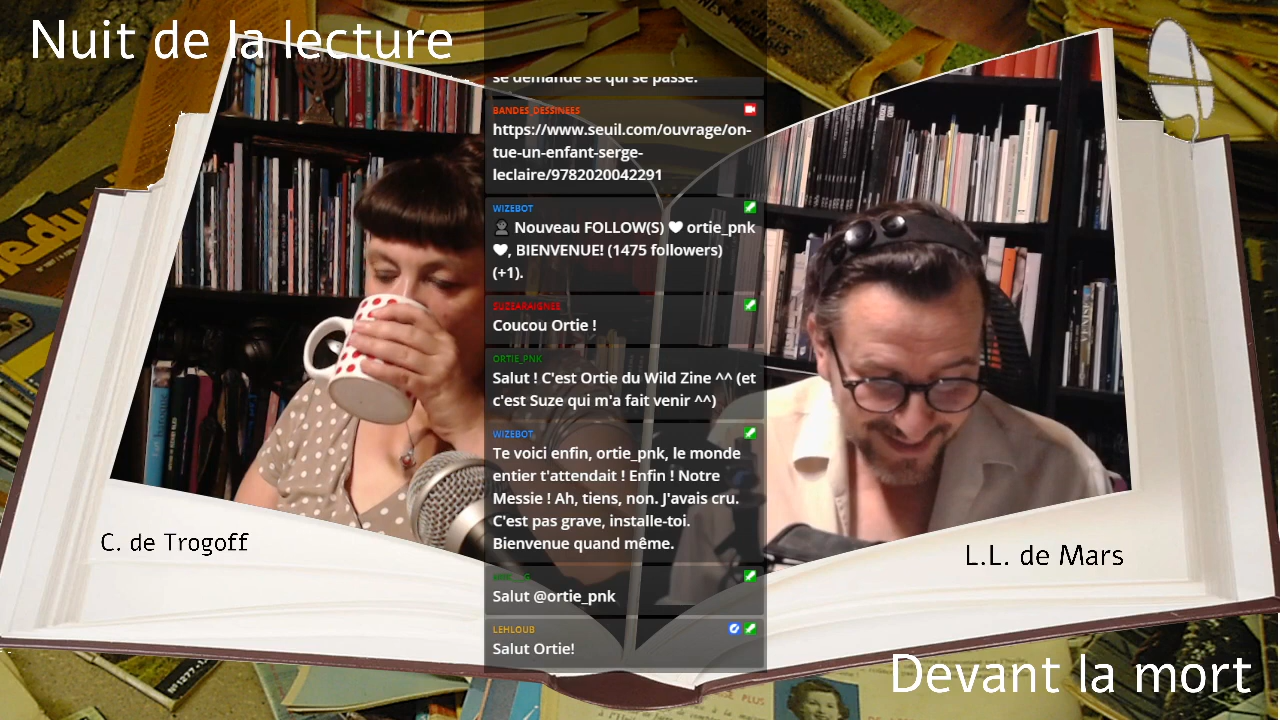 Nuit de la lecture
se demande se qui se passe.
BANDES_DESSINEES
https://www.seuil.com/ouvrage/on-
tue-un-enfant-serge-
leclaire/9782020042291
WIZEBOT
Nouveau FOLLOW(S) ♥ ortie_pnk
♥, BIENVENUE! (1475 followers)
(+1).
SUZEARAIGNES
Coucou Ortie !
ORTIE_PNK
Salut ! C'est Ortie du Wild Zine ^^ (et
c'est Suze qui m'a fait venir ^^)
WIZEBOT
Te voici enfin, ortie_pnk, le monde
entier t'attendait ! Enfin ! Notre
Messie ! Ah, tiens, non. J'avais cru.
C'est pas grave, installe-toi.
Bienvenue quand même.
Salut @ortie_pnk
LEHLOUB
Salut Ortie!
C. de Trogoff
L.L. de Mars
Devant la mort
PLUS